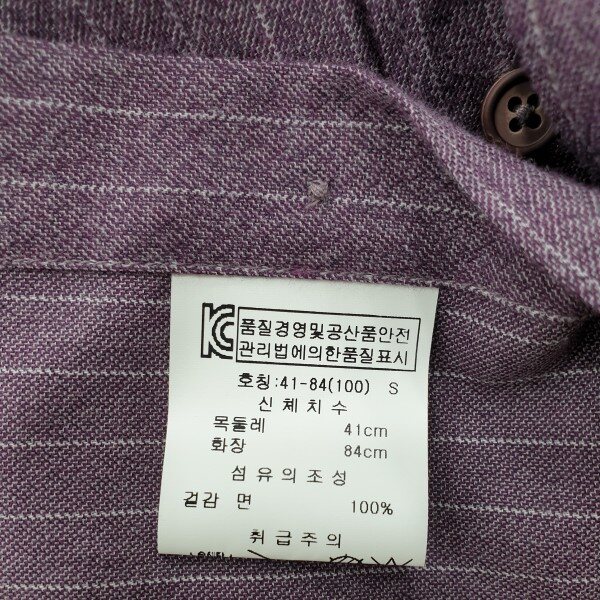 KC 품질경영및공산품안전
관리법에의한품질표시
호칭:41-84(100) S
신체치수
목둘레 41cm
화장 84cm
섬유의조성
겉감 면 100%
취급주의